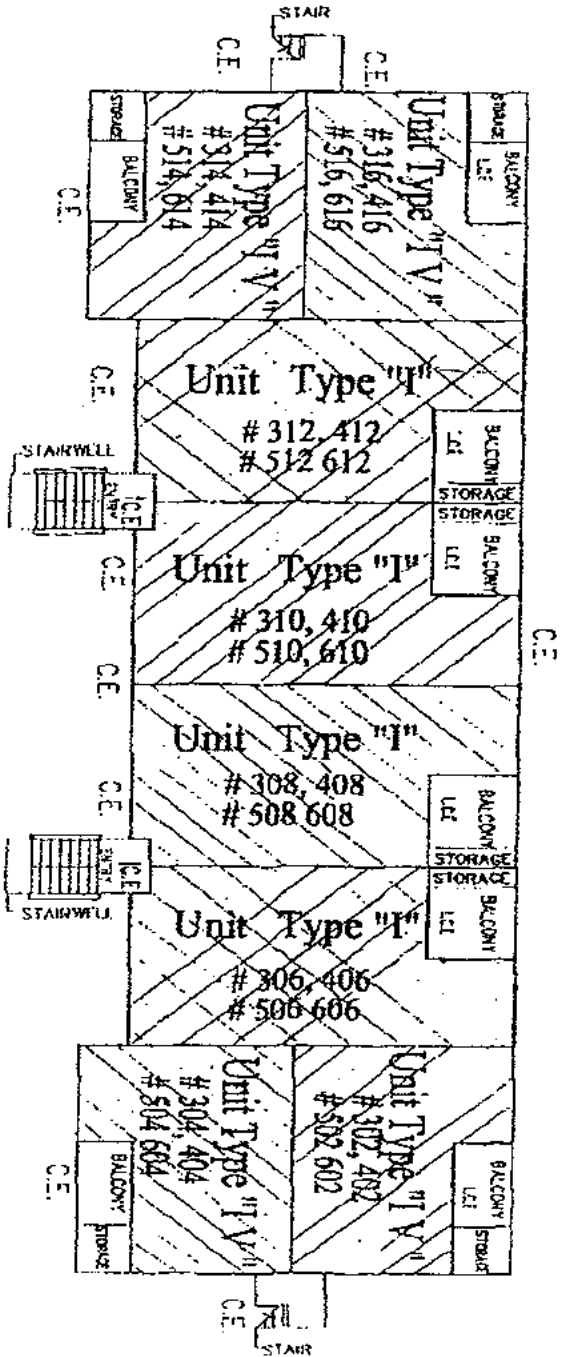 STAIR
C.E.
C.E.
STORAGE
BALCONY
C.E.
Unit Type "IV"
# 314, 414
# 514, 614
Unit Type "IV"
# 316, 416
# 516, 616
STORAGE
BALCONY
LCE
C.E.
Unit Type "I"
# 312, 412
# 512 612
BALCONY
STORAGE
STAIRWELL
C.E.
STORAGE
BALCONY
C.E.
Unit Type "I"
# 310, 410
# 510, 610
C.E.
C.E.
Unit Type "I"
# 308, 408
# 508 608
C.E.
BALCONY
STORAGE
STAIRWELL
STORAGE
BALCONY
Unit Type "I"
# 306, 406
# 506 606
Unit Type "IV"
# 304, 404
# 504 604
Unit Type "IV"
# 302, 402
# 502 602
C.E.
BALCONY
STORAGE
BALCONY
STORAGE
C.E.
STAIR